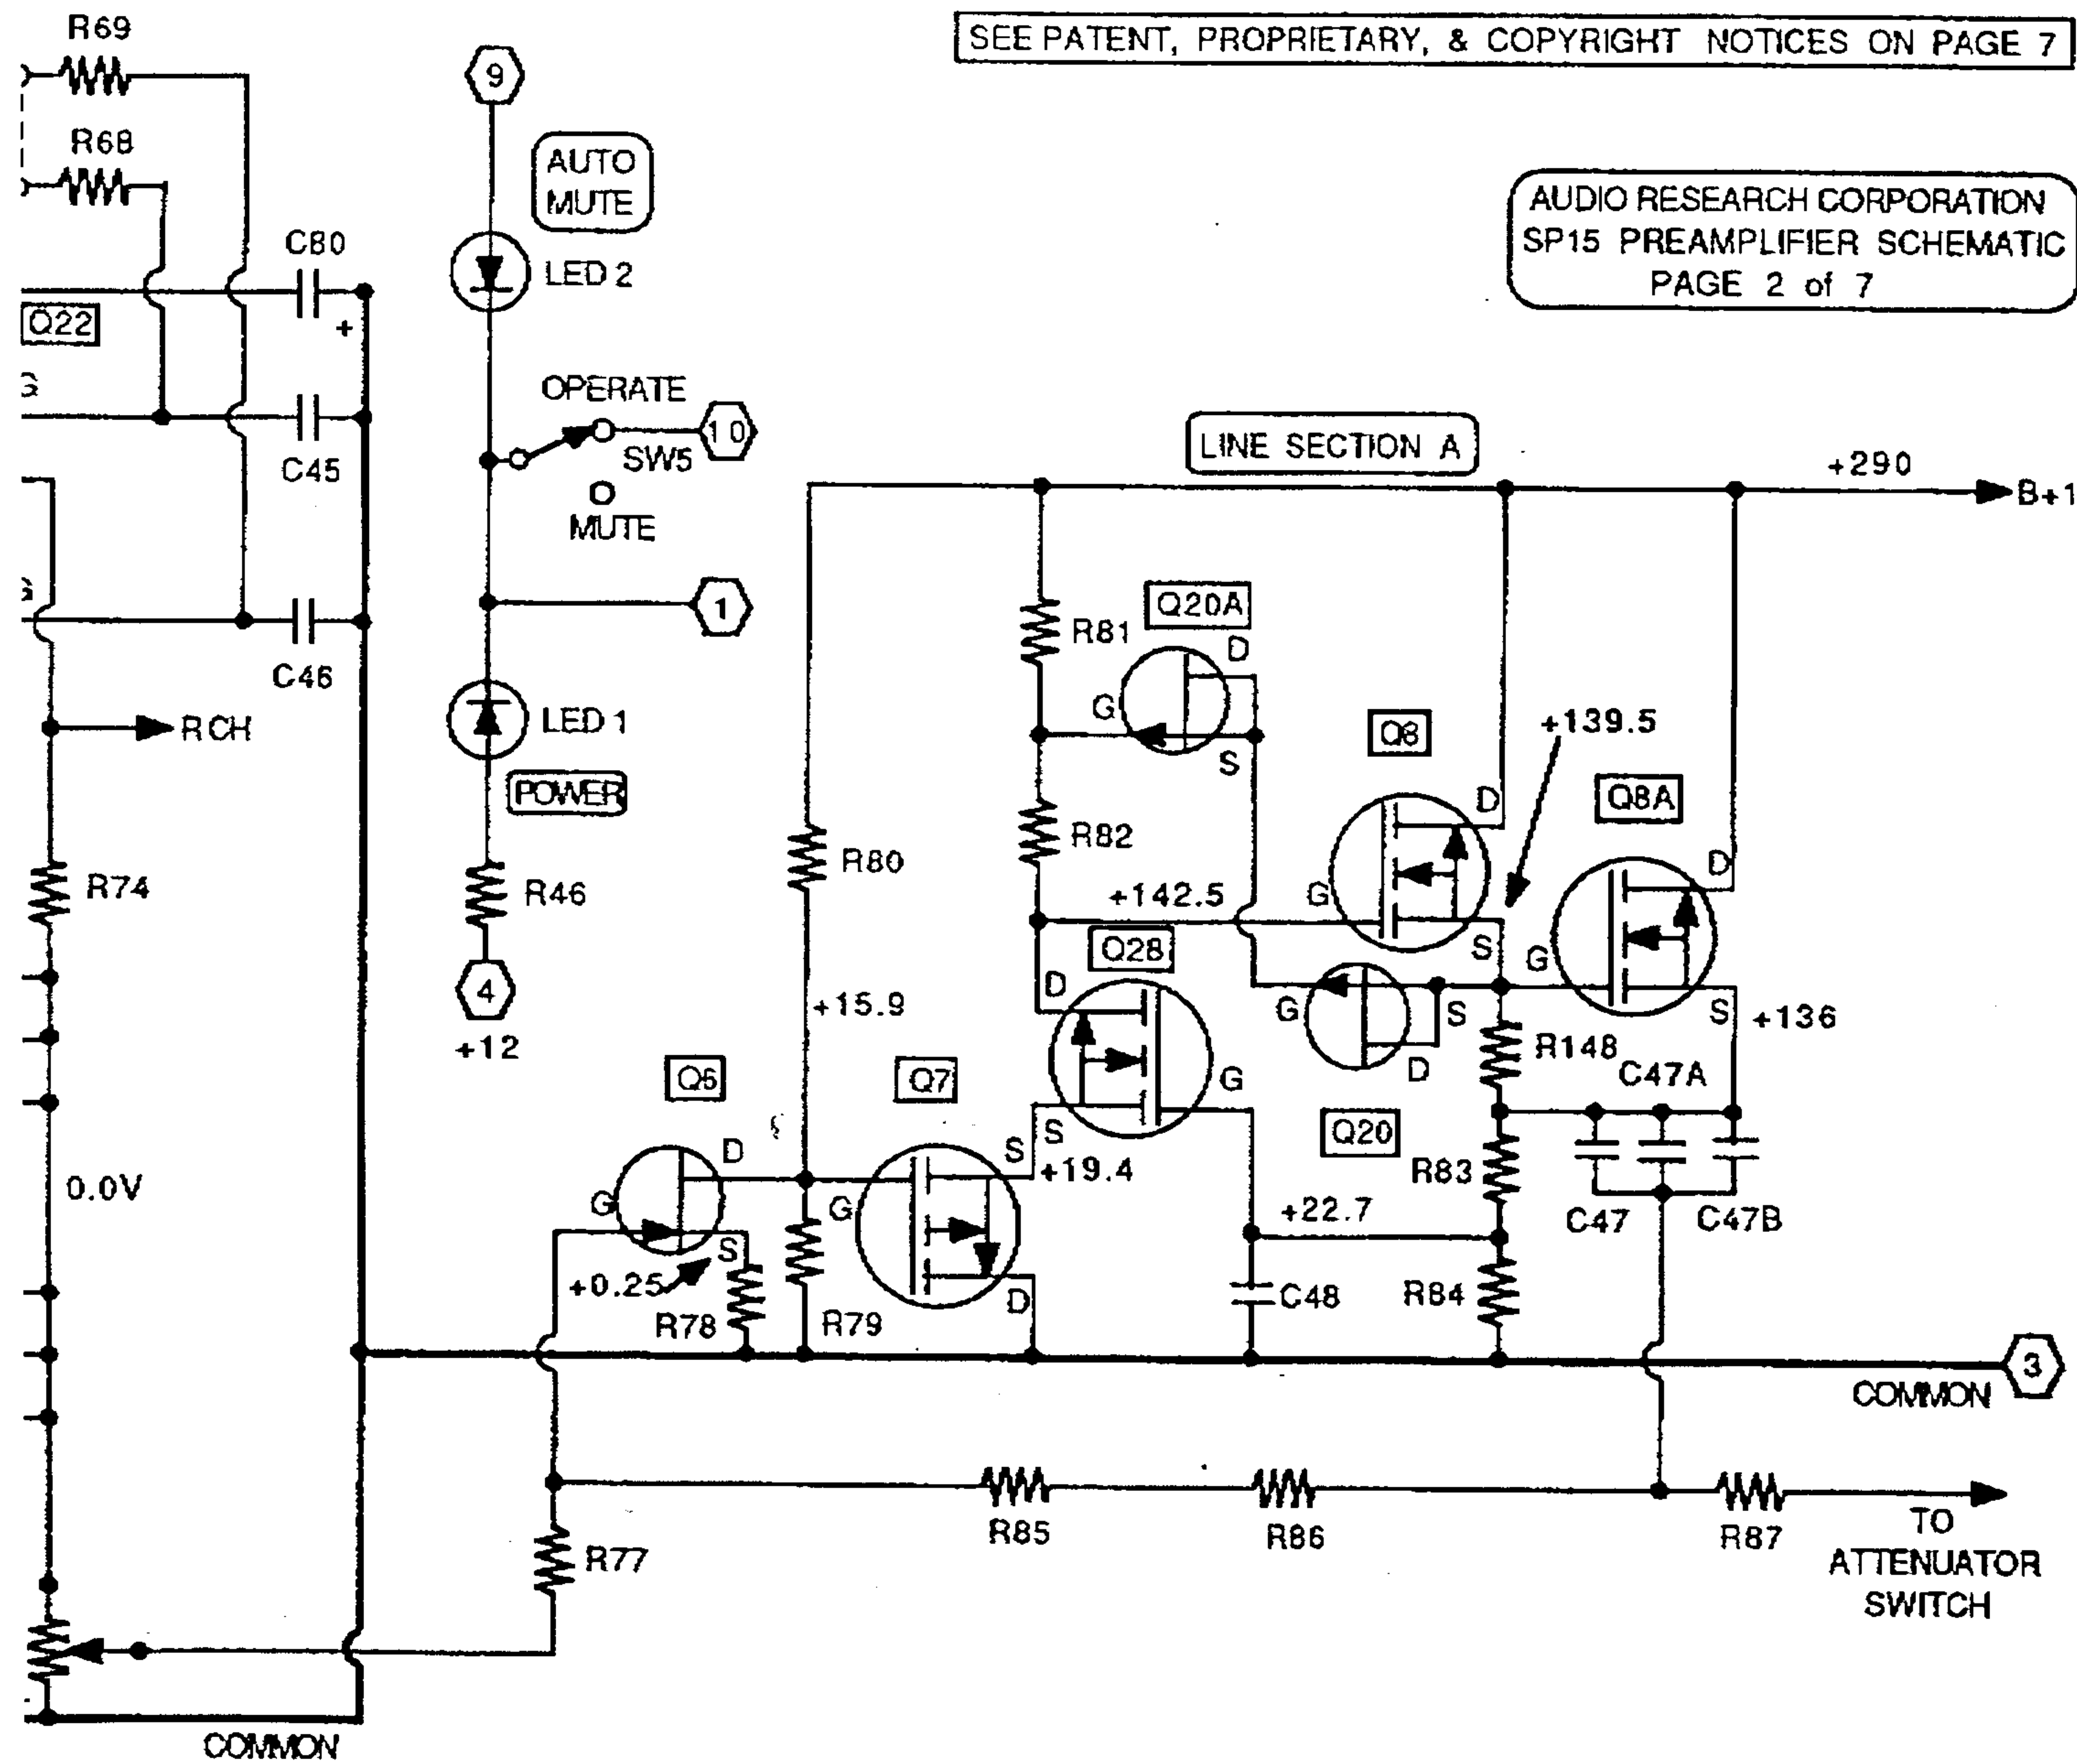 R69
SEE PATENT, PROPRIETARY, & COPYRIGHT NOTICES ON PAGE 7
9
R68
AUTO
MUTE
AUDIO RESEARCH CORPORATION
SP15 PREAMPLIFIER SCHEMATIC
PAGE 2 of 7
C80
LED 2
Q22
+
G
OPERATE
10
SW5
LINE SECTION A
+290
C45
MUTE
B+1
G
1
Q20A
R81
D
C46
G
LED 1
RCH
+139.5
Q8
S
POWER
D
Q8A
R82
R80
D
R74
R46
+142.5
G
Q28
S
G
D
4
+15.9
G
S
S
+136
+12
R148
D
C47A
Q6
Q7
G
Q20
D
S
S
+19.4
R83
0.0V
G
G
+22.7
C47
C47B
S
+0.25
D
C48
R84
R78
R79
3
COMMON
R85
R86
R87
TO
ATTENUATOR
SWITCH
R77
COMMON